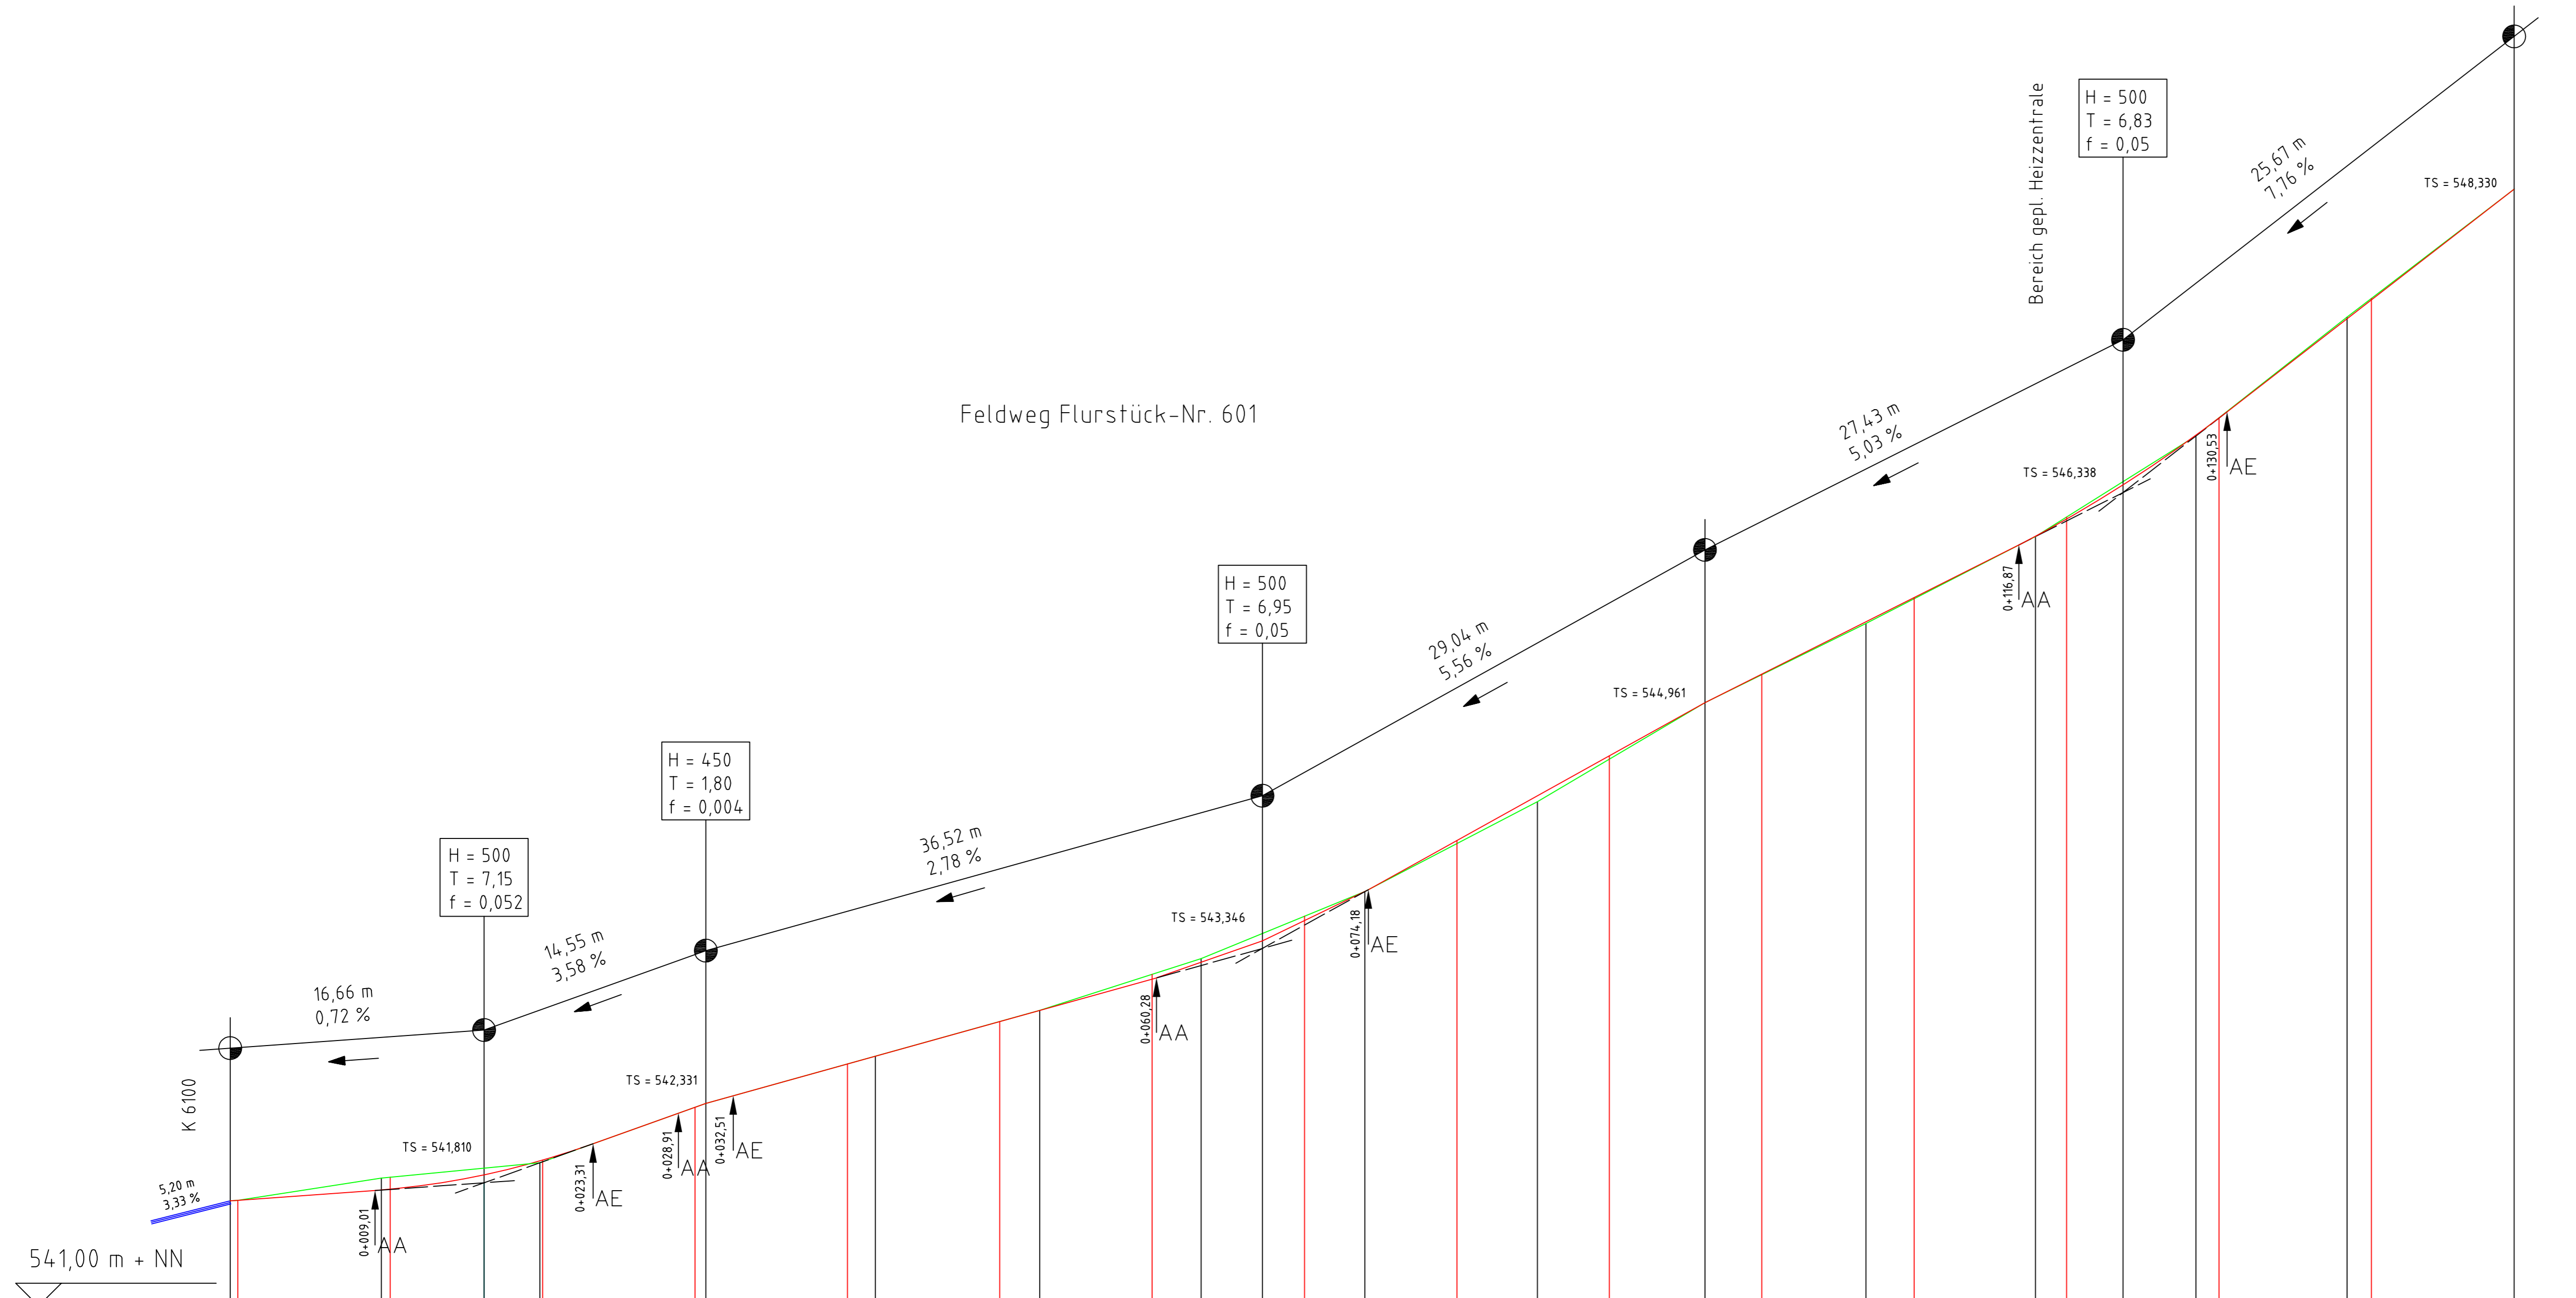 H = 500
T = 6,83
f = 0,05
Bereich gepl. Heizzentrale
25,67 m
7,76 %
TS = 548,330
Feldweg Flurstück-Nr. 601
27,43 m
5,03 %
TS = 546,338
0+130,53
AE
H = 500
T = 6,95
f = 0,05
29,04 m
5,56 %
0+116,87
AA
TS = 544,961
H = 450
T = 1,80
f = 0,004
36,52 m
2,78 %
H = 500
T = 7,15
f = 0,052
TS = 543,346
0+074,18
AE
14,55 m
3,58 %
16,66 m
0,72 %
0+060,28
AA
K 6100
TS = 542,331
TS = 541,810
0+032,51
AE
0+028,91
AA
5,20 m
3,33 %
0+023,31
AE
0+009,01
AA
541,00 m + NN